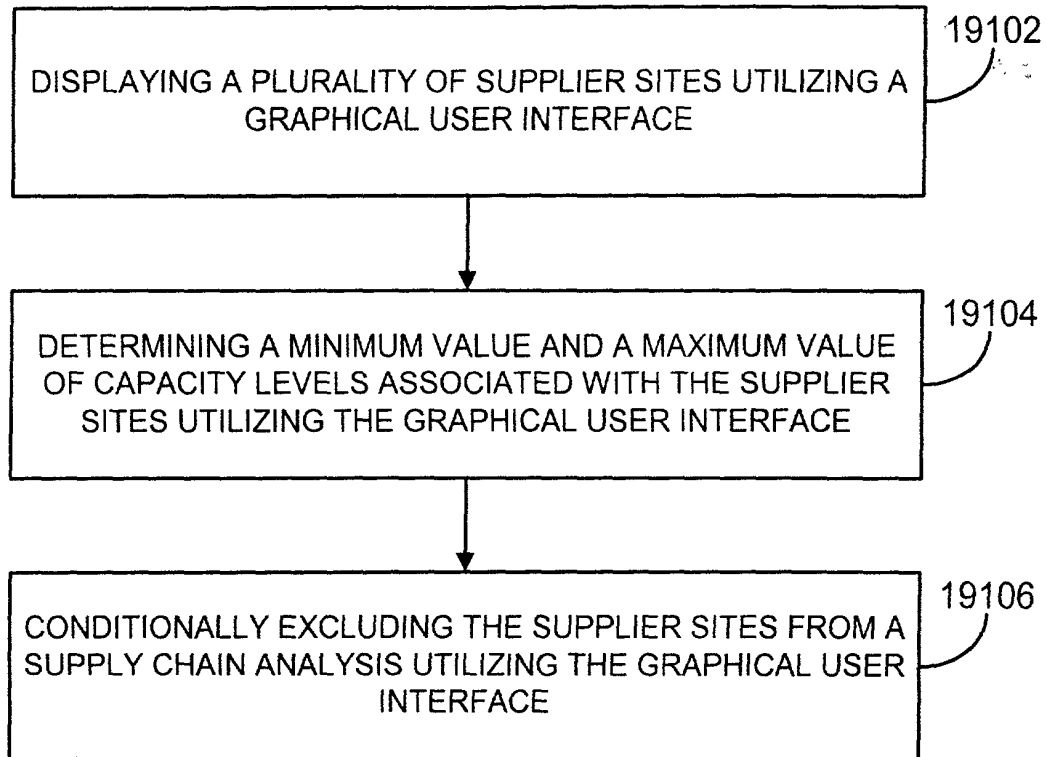 19102
DISPLAYING A PLURALITY OF SUPPLIER SITES UTILIZING A
GRAPHICAL USER INTERFACE
19104
DETERMINING A MINIMUM VALUE AND A MAXIMUM VALUE
OF CAPACITY LEVELS ASSOCIATED WITH THE SUPPLIER
SITES UTILIZING THE GRAPHICAL USER INTERFACE
19106
CONDITIONALLY EXCLUDING THE SUPPLIER SITES FROM A
SUPPLY CHAIN ANALYSIS UTILIZING THE GRAPHICAL USER
INTERFACE